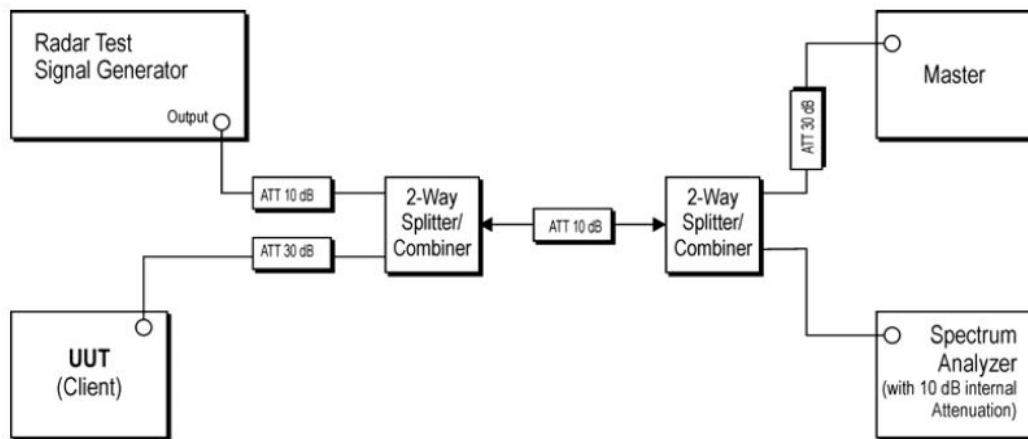 Radar Test
Signal Generator
Output
Master
ATT 30 dB
ATT 10 dB
2-Way
Splitter/
Combiner
ATT 10 dB
2-Way
Splitter/
Combiner
ATT 30 dB
UUT
(Client)
Spectrum
Analyzer
(with 10 dB internal
Attenuation)